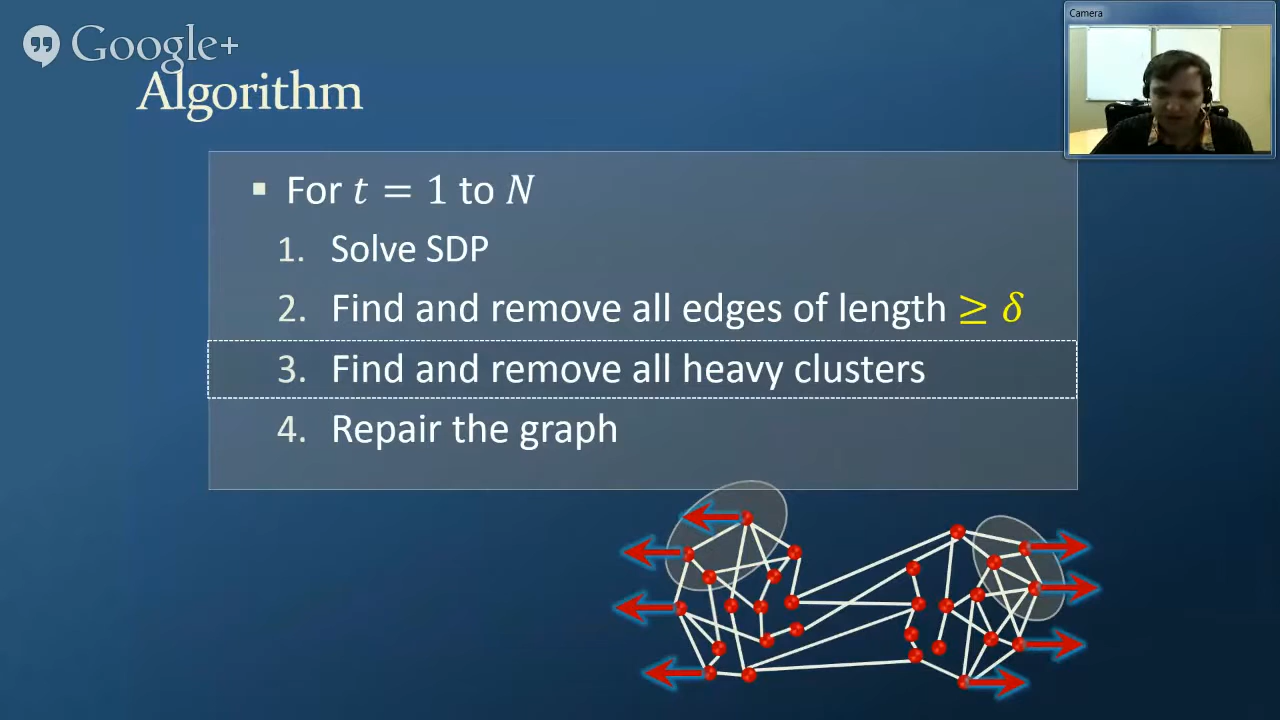 Google+
Camera
Algorithm
▪ For t = 1 to N
1. Solve SDP
2. Find and remove all edges of length ≥ δ
3. Find and remove all heavy clusters
4. Repair the graph